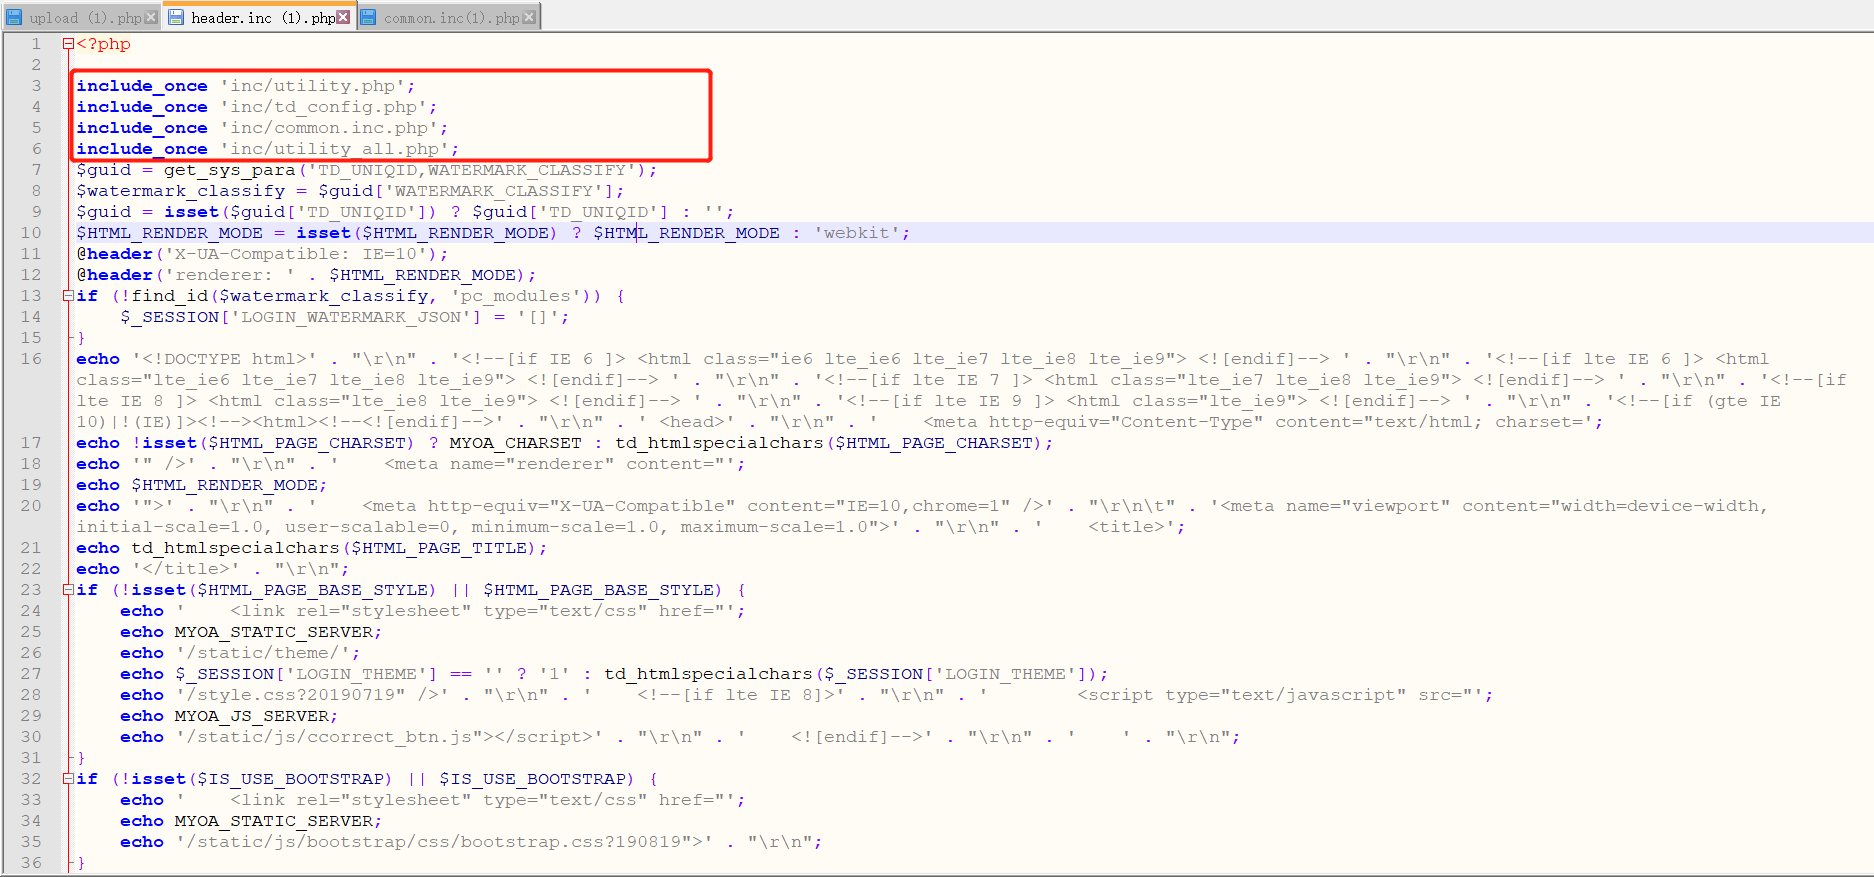 upload (1).php
header.inc (1).php
common.inc(1).php
1 <?php
2
3 include_once 'inc/utility.php';
4 include_once 'inc/td_config.php';
5 include_once 'inc/common.inc.php';
6 include_once 'inc/utility_all.php';
7 $guid = get_sys_para('TD_UNIQID,WATERMARK_CLASSIFY');
8 $watermark_classify = $guid['WATERMARK_CLASSIFY'];
9 $guid = isset($guid['TD_UNIQID']) ? $guid['TD_UNIQID'] : '';
10 $HTML_RENDER_MODE = isset($HTML_RENDER_MODE) ? $HTML_RENDER_MODE : 'webkit';
11 @header('X-UA-Compatible: IE=10');
12 @header('renderer: ' . $HTML_RENDER_MODE);
13 if (!find_id($watermark_classify, 'pc_modules')) {
14     $_SESSION['LOGIN_WATERMARK_JSON'] = '[]';
15 }
16 echo '<!DOCTYPE html>' . "\r\n" . '<!--[if IE 6 ]> <html class="ie6 lte_ie6 lte_ie7 lte_ie8 lte_ie9"> <![endif]--> ' . "\r\n" . '<!--[if lte IE 6 ]> <html
class="lte_ie6 lte_ie7 lte_ie8 lte_ie9"> <![endif]--> ' . "\r\n" . '<!--[if lte IE 7 ]> <html class="lte_ie7 lte_ie8 lte_ie9"> <![endif]--> ' . "\r\n" . '<!--[if
lte IE 8 ]> <html class="lte_ie8 lte_ie9"> <![endif]--> ' . "\r\n" . '<!--[if lte IE 9 ]> <html class="lte_ie9"> <![endif]--> ' . "\r\n" . '<!--[if (gte IE
10)|!(IE)]><!--><html><!--<![endif]-->' . "\r\n" . ' <head>' . "\r\n" . '    <meta http-equiv="Content-Type" content="text/html; charset=';
17 echo !isset($HTML_PAGE_CHARSET) ? MYOA_CHARSET : td_htmlspecialchars($HTML_PAGE_CHARSET);
18 echo '" />' . "\r\n" . '    <meta name="renderer" content="';
19 echo $HTML_RENDER_MODE;
20 echo '">' . "\r\n" . '    <meta http-equiv="X-UA-Compatible" content="IE=10,chrome=1" />' . "\r\n\t" . '<meta name="viewport" content="width=device-width,
initial-scale=1.0, user-scalable=0, minimum-scale=1.0, maximum-scale=1.0">' . "\r\n" . '    <title>';
21 echo td_htmlspecialchars($HTML_PAGE_TITLE);
22 echo '</title>' . "\r\n";
23 if (!isset($HTML_PAGE_BASE_STYLE) || $HTML_PAGE_BASE_STYLE) {
24     echo '    <link rel="stylesheet" type="text/css" href="';
25     echo MYOA_STATIC_SERVER;
26     echo '/static/theme/';
27     echo $_SESSION['LOGIN_THEME'] == '' ? '1' : td_htmlspecialchars($_SESSION['LOGIN_THEME']);
28     echo '/style.css?20190719" />' . "\r\n" . '    <!--[if lte IE 8]>' . "\r\n" . '        <script type="text/javascript" src="';
29     echo MYOA_JS_SERVER;
30     echo '/static/js/ccorrect_btn.js"></script>' . "\r\n" . '    <![endif]-->' . "\r\n" . '    ' . "\r\n";
31 }
32 if (!isset($IS_USE_BOOTSTRAP) || $IS_USE_BOOTSTRAP) {
33     echo '    <link rel="stylesheet" type="text/css" href="';
34     echo MYOA_STATIC_SERVER;
35     echo '/static/js/bootstrap/css/bootstrap.css?190819">' . "\r\n";
36 }